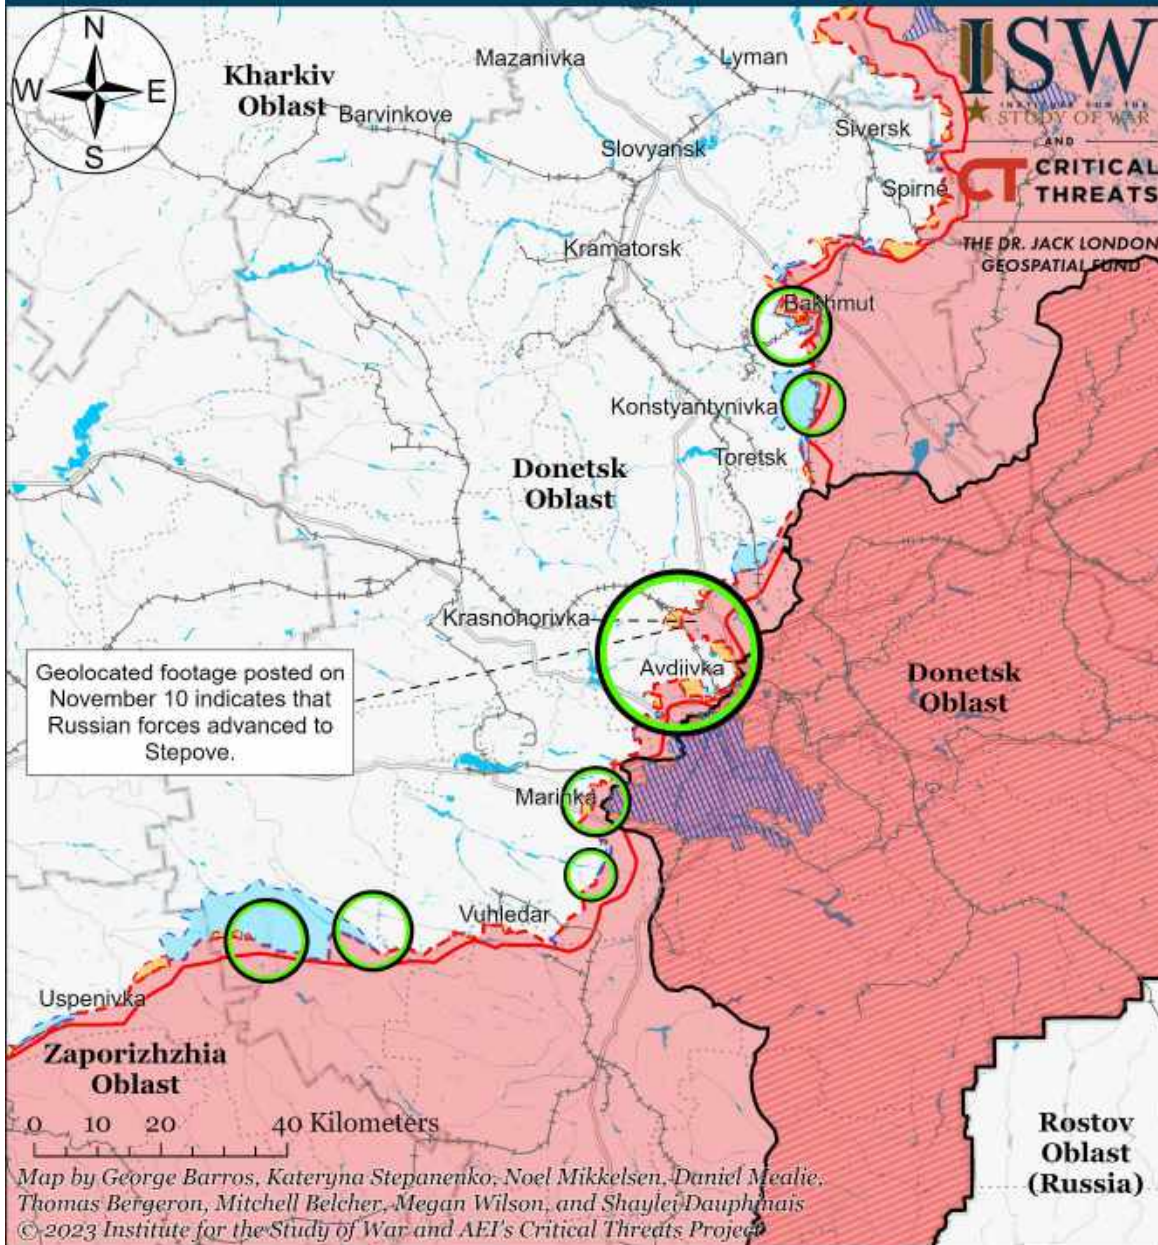 N
W E
S
ISW
INSTITUTE FOR THE
STUDY OF WAR
AND
CT CRITICAL
THREATS
THE DR. JACK LONDON
GEOSPATIAL FUND
Kharkiv
Oblast
Mazanivka
Lyman
Barvinkove
Siversk
Slovyansk
Spirne
Kramatorsk
Bakhmut
Konstyantynivka
Toretsk
Donetsk
Oblast
Krasnohorivka
Avdiivka
Geolocated footage posted on
November 10 indicates that
Russian forces advanced to
Stepove.
Donetsk
Oblast
Marinka
Vuhledar
Uspenivka
Zaporizhzhia
Oblast
0 10 20 40 Kilometers
Rostov
Oblast
(Russia)
Map by George Barros, Kateryna Stepanenko, Noel Mikkelsen, Daniel Mealie,
Thomas Bergeron, Mitchell Belcher, Megan Wilson, and Shaylei Dauphinais
© 2023 Institute for the Study of War and AEI's Critical Threats Project